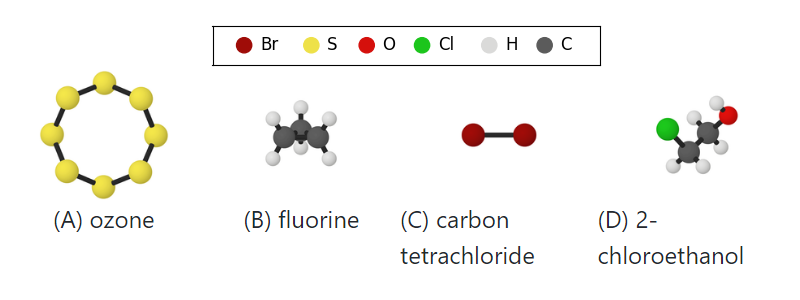 Br S O Cl H C
(A) ozone (B) fluorine (C) carbon (D) 2-
tetrachloride chloroethanol